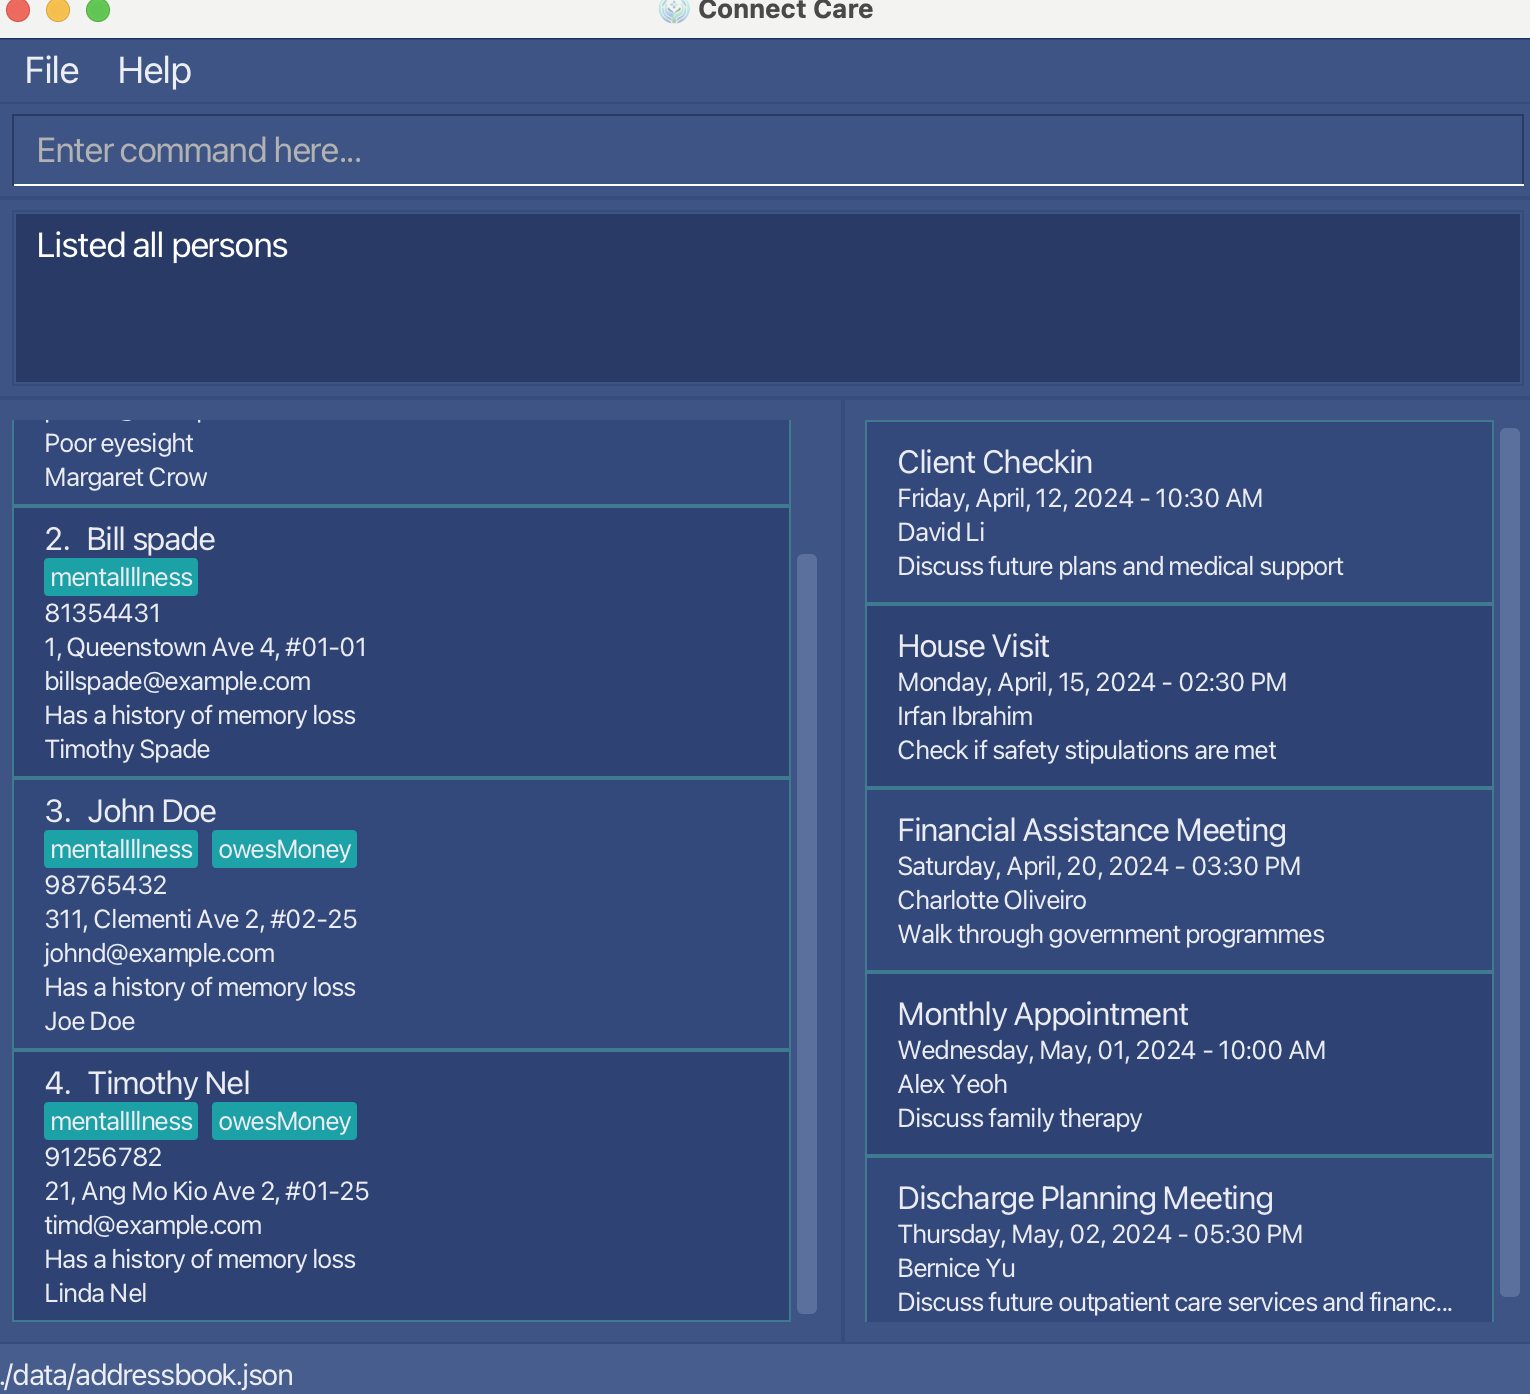 Connect Care
File Help
Enter command here...
Listed all persons
Poor eyesight
Margaret Crow
2. Bill spade
mentalIllness
81354431
1, Queenstown Ave 4, #01-01
billspade@example.com
Has a history of memory loss
Timothy Spade
3. John Doe
mentalIllness owesMoney
98765432
311, Clementi Ave 2, #02-25
johnd@example.com
Has a history of memory loss
Joe Doe
4. Timothy Nel
mentalIllness owesMoney
91256782
21, Ang Mo Kio Ave 2, #01-25
timd@example.com
Has a history of memory loss
Linda Nel
Client Checkin
Friday, April, 12, 2024 - 10:30 AM
David Li
Discuss future plans and medical support
House Visit
Monday, April, 15, 2024 - 02:30 PM
Irfan Ibrahim
Check if safety stipulations are met
Financial Assistance Meeting
Saturday, April, 20, 2024 - 03:30 PM
Charlotte Oliveiro
Walk through government programmes
Monthly Appointment
Wednesday, May, 01, 2024 - 10:00 AM
Alex Yeoh
Discuss family therapy
Discharge Planning Meeting
Thursday, May, 02, 2024 - 05:30 PM
Bernice Yu
Discuss future outpatient care services and financ...
./data/addressbook.json